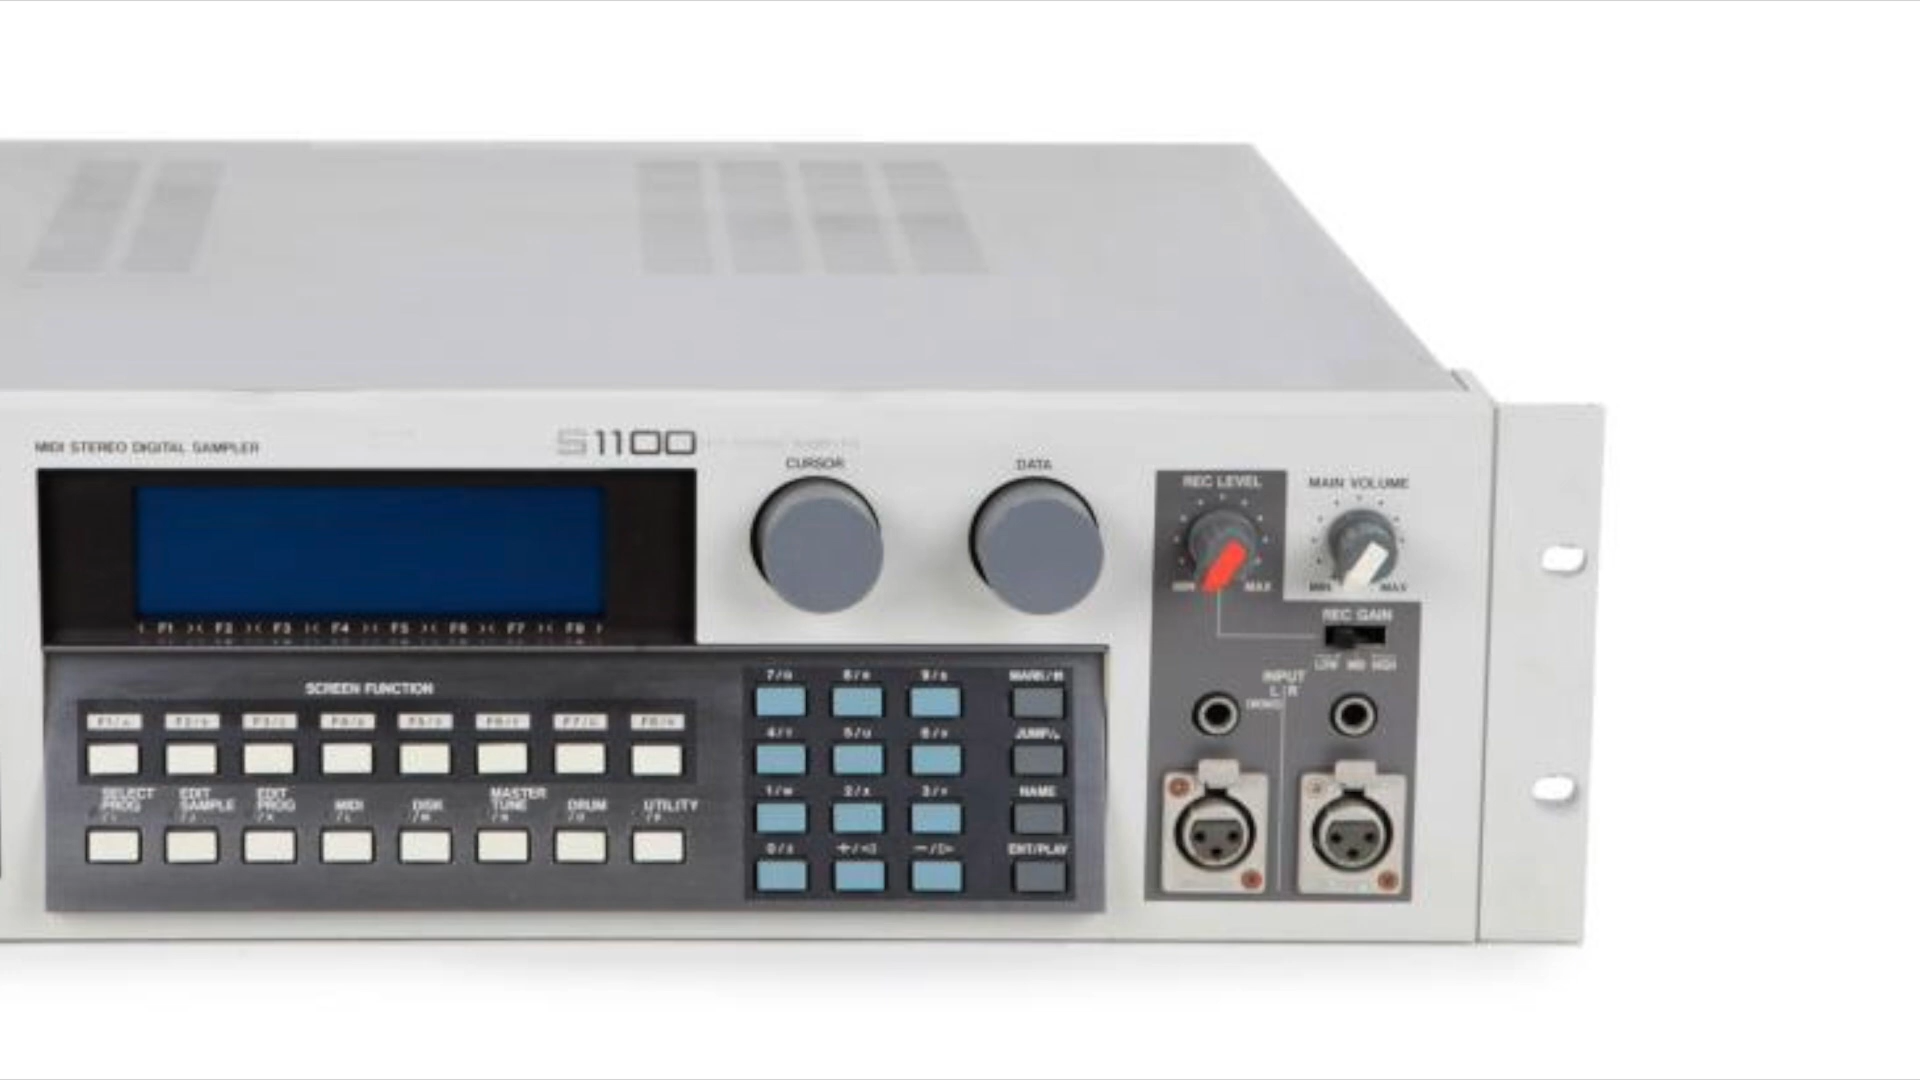 MIDI STEREO DIGITAL SAMPLER
S1100
CURSOR
DATA
REC LEVEL
MAIN VOLUME
MIN
MAX
MIN
MAX
F1 F2 F3 F4 F5 F6 F7 F8
REC GAIN
LOW MID HIGH
INPUT
L R
(MONO)
SCREEN FUNCTION
SELECT PROG
EDIT SAMPLE
EDIT PROG
MIDI
DISK
MASTER TUNE
DRUM
UTILITY
MARK/#
JUMP/.
NAME
ENT/PLAY